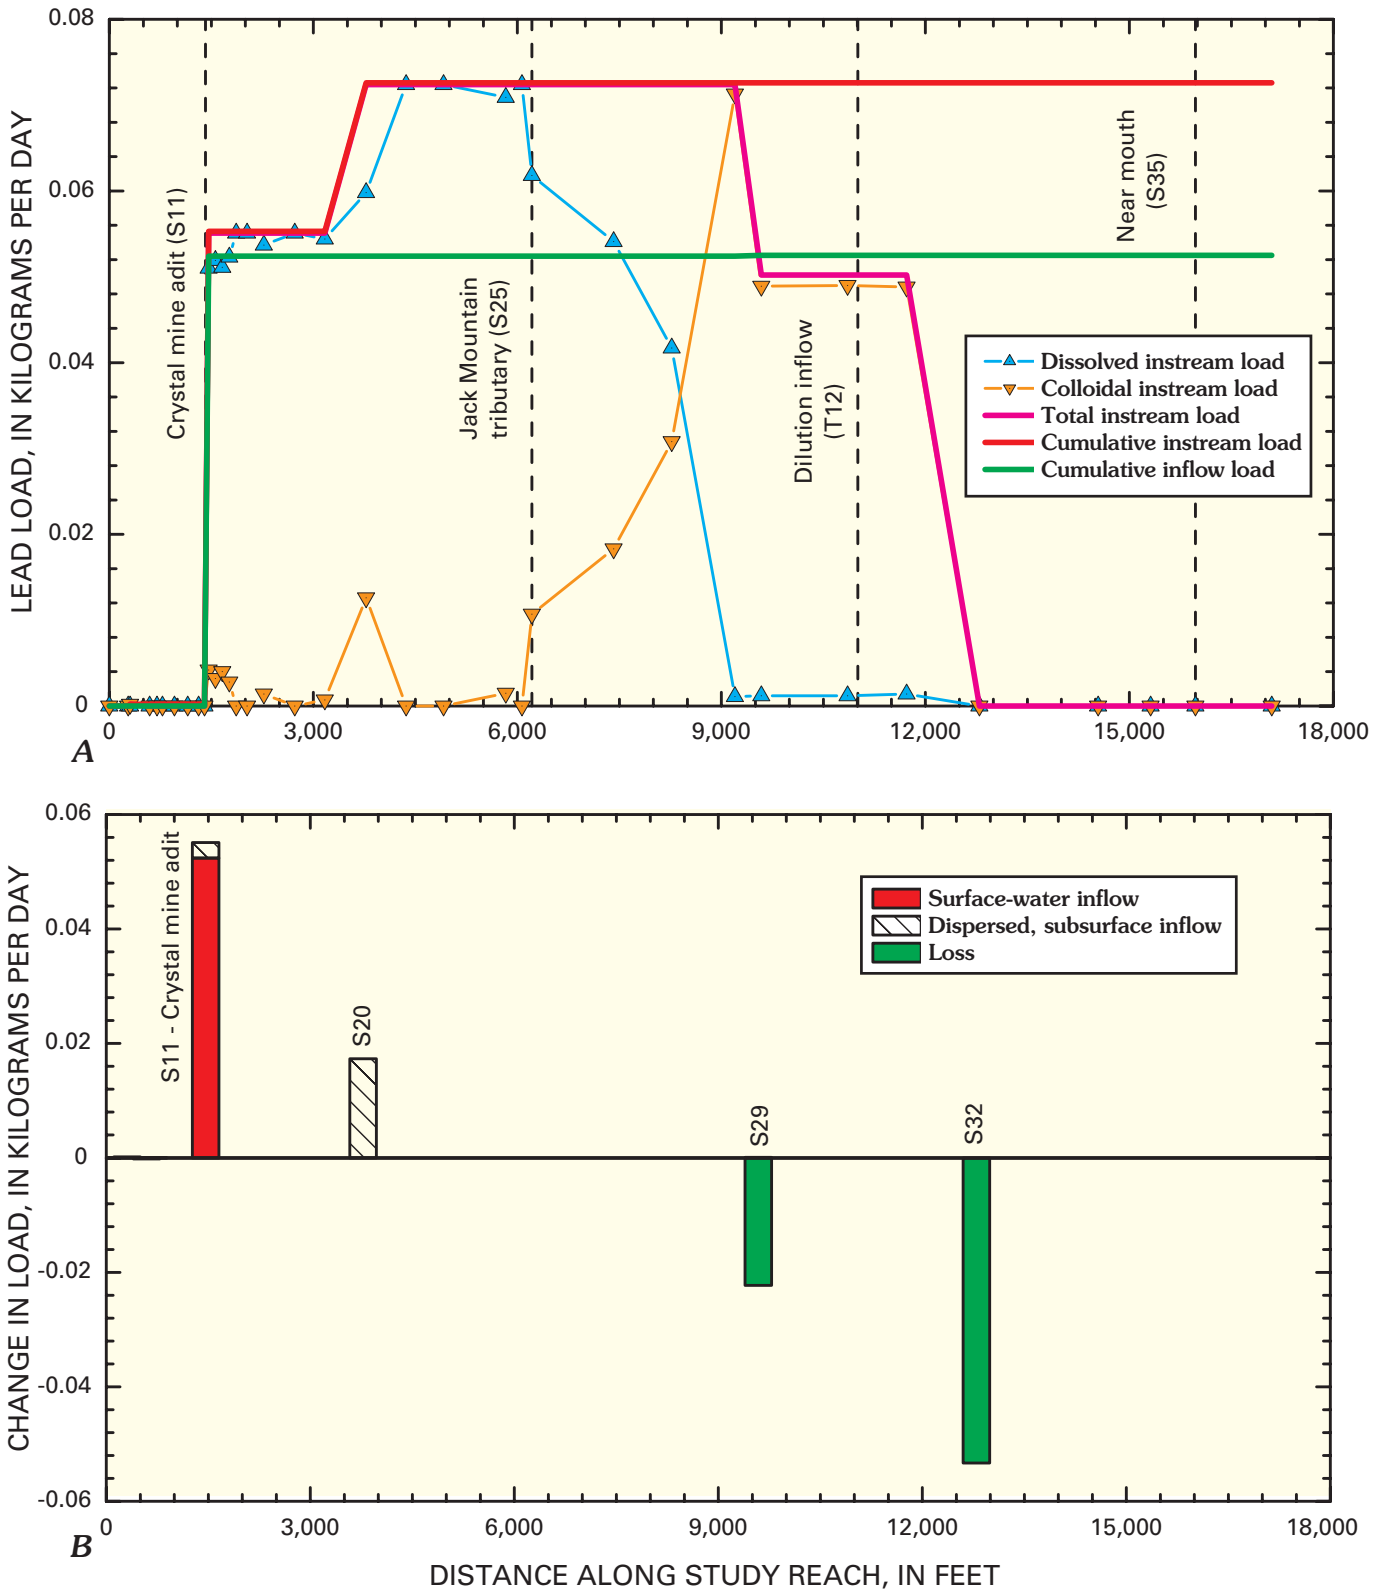 LEAD LOAD, IN KILOGRAMS PER DAY
0.08
0.06
0.04
0.02
0
Crystal mine adit (S11)
Jack Mountain
tributary (S25)
Dilution inflow
(T12)
Near mouth
(S35)
Dissolved instream load
Colloidal instream load
Total instream load
Cumulative instream load
Cumulative inflow load
0 3,000 6,000 9,000 12,000 15,000 18,000
A
CHANGE IN LOAD, IN KILOGRAMS PER DAY
0.06
0.04
0.02
0
-0.02
-0.04
-0.06
S11 - Crystal mine adit
S20
S29
S32
Surface-water inflow
Dispersed, subsurface inflow
Loss
0 3,000 6,000 9,000 12,000 15,000 18,000
B
DISTANCE ALONG STUDY REACH, IN FEET